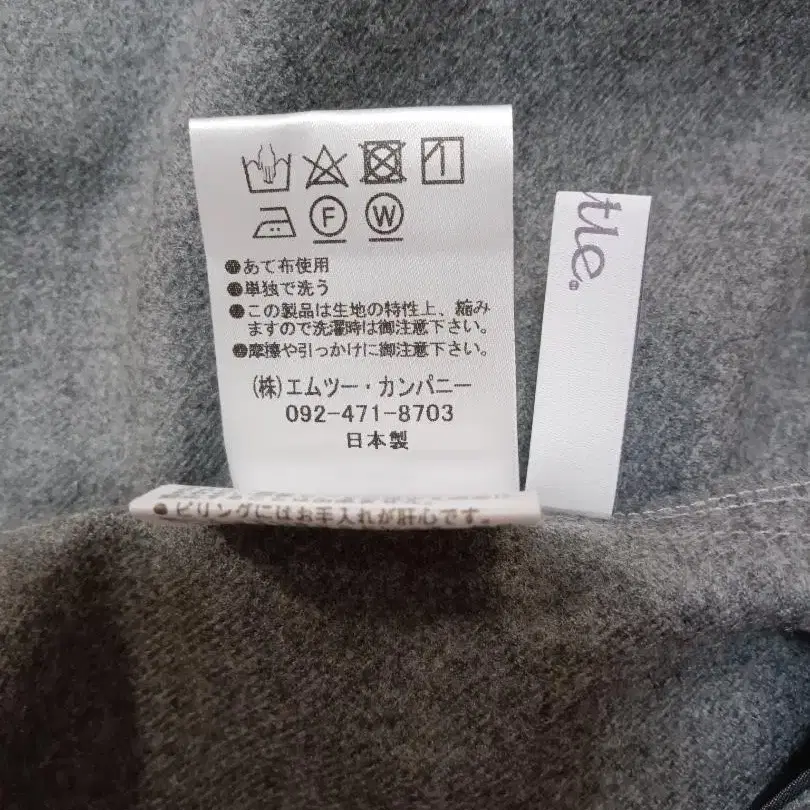 F W
●あて布使用
●単独で洗う
●この製品は生地の特性上、縮み
ますので洗濯時は御注意下さい。
●摩擦や引っかけに御注意下さい。
(株)エムツー・カンパニー
092-471-8703
日本製
●ピリングにはお手入れが肝心です。
tle.